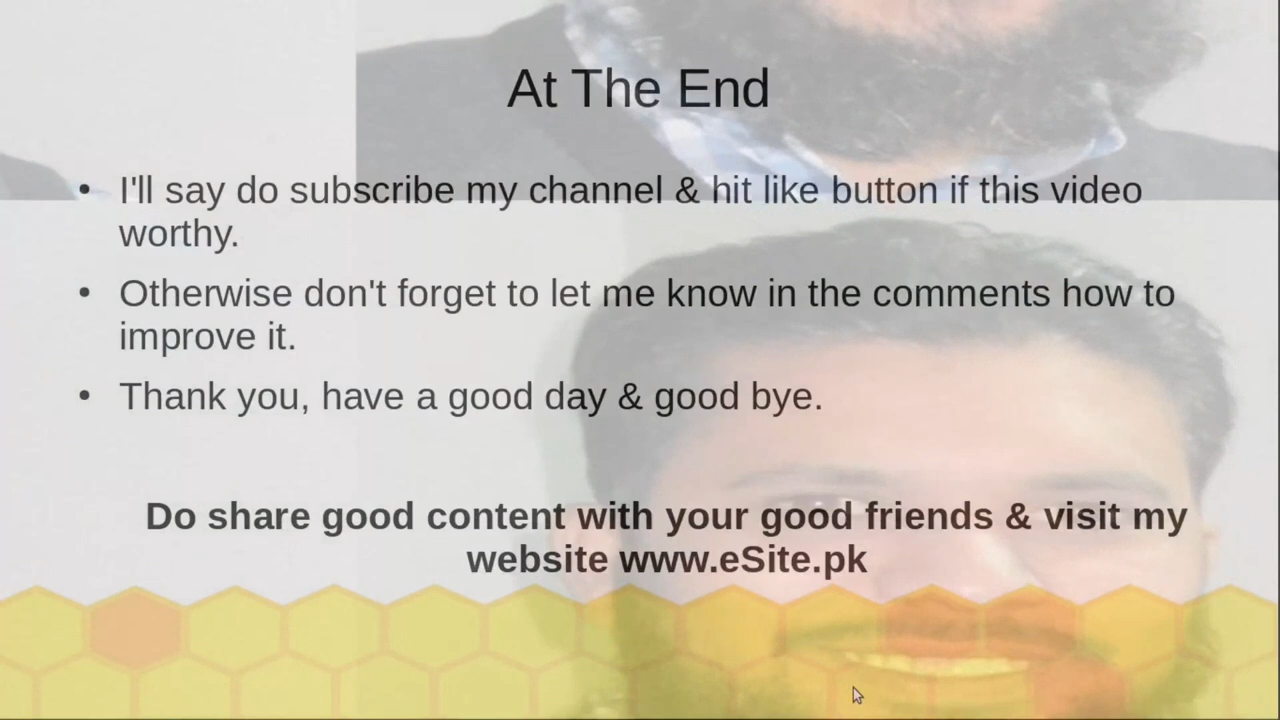 At The End
• I'll say do subscribe my channel & hit like button if this video
worthy.
• Otherwise don't forget to let me know in the comments how to
improve it.
• Thank you, have a good day & good bye.
Do share good content with your good friends & visit my
website www.eSite.pk